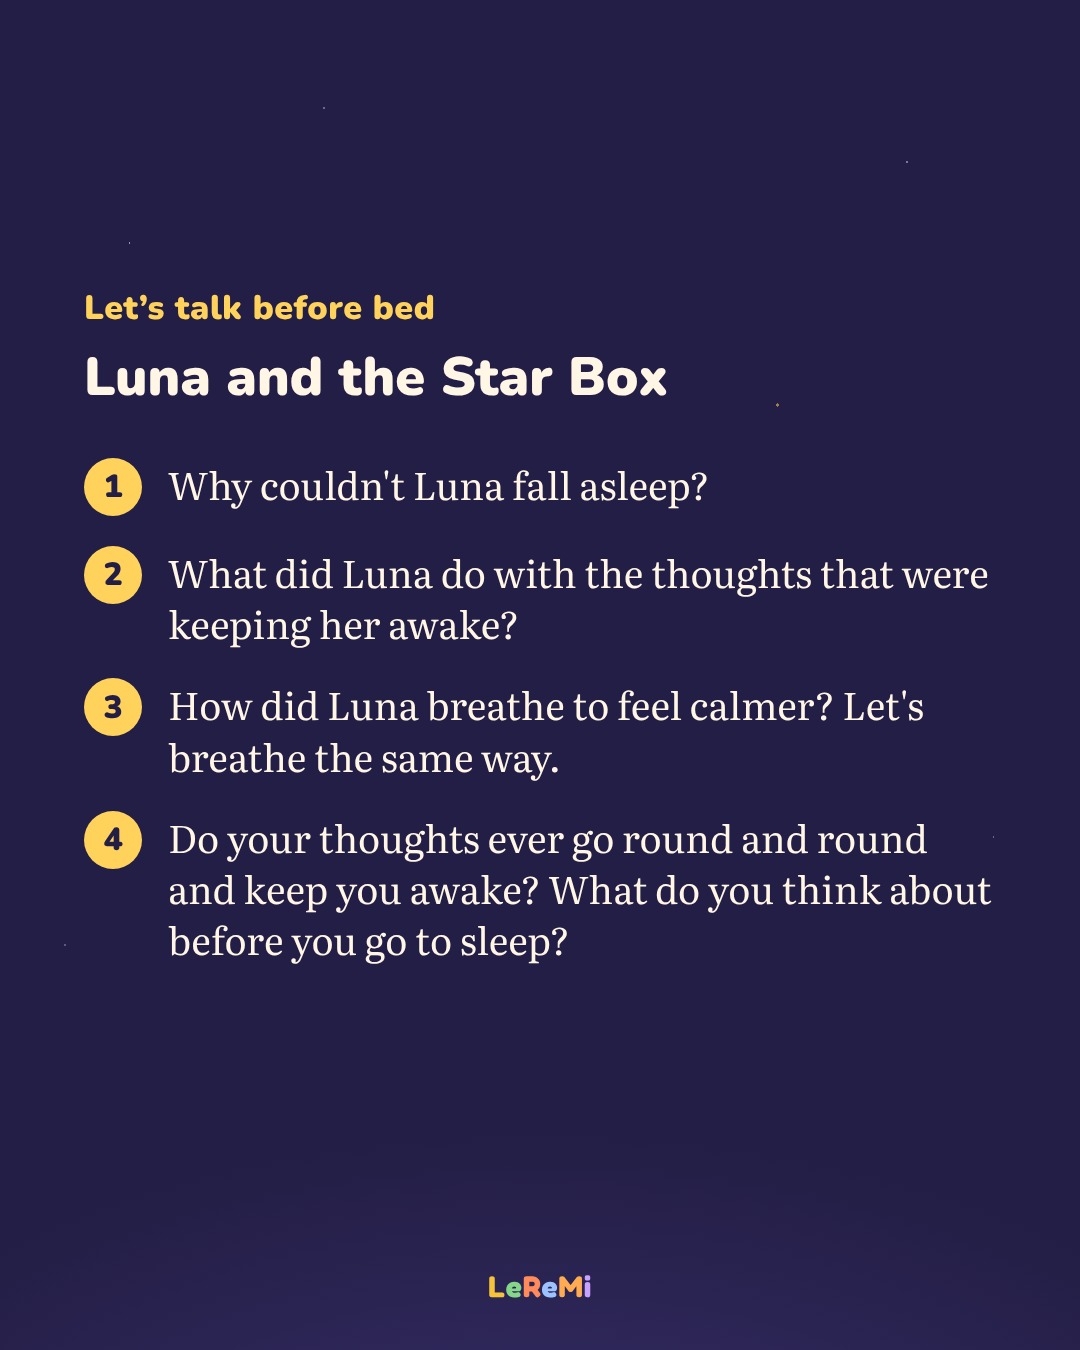 Let’s talk before bed
Luna and the Star Box
1 Why couldn't Luna fall asleep?
2 What did Luna do with the thoughts that were
keeping her awake?
3 How did Luna breathe to feel calmer? Let's
breathe the same way.
4 Do your thoughts ever go round and round
and keep you awake? What do you think about
before you go to sleep?
LeReMi